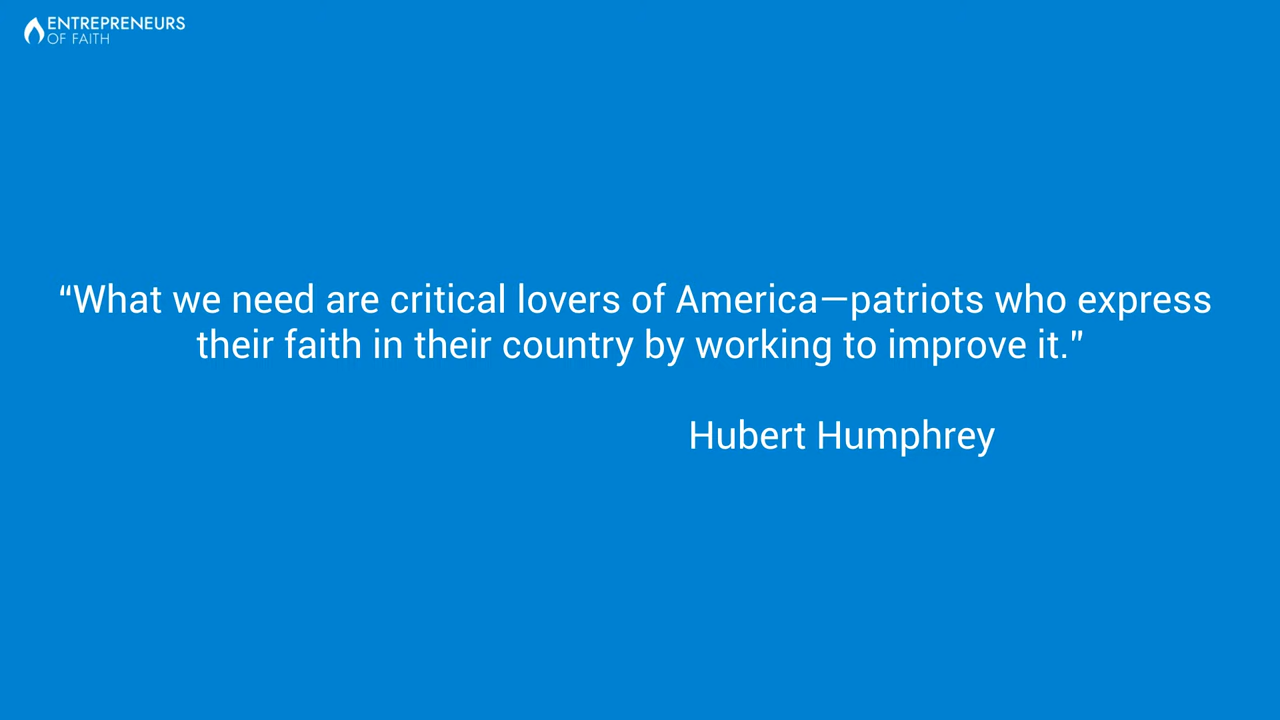 ENTREPRENEURS
OF FAITH
“What we need are critical lovers of America—patriots who express
their faith in their country by working to improve it.”
Hubert Humphrey